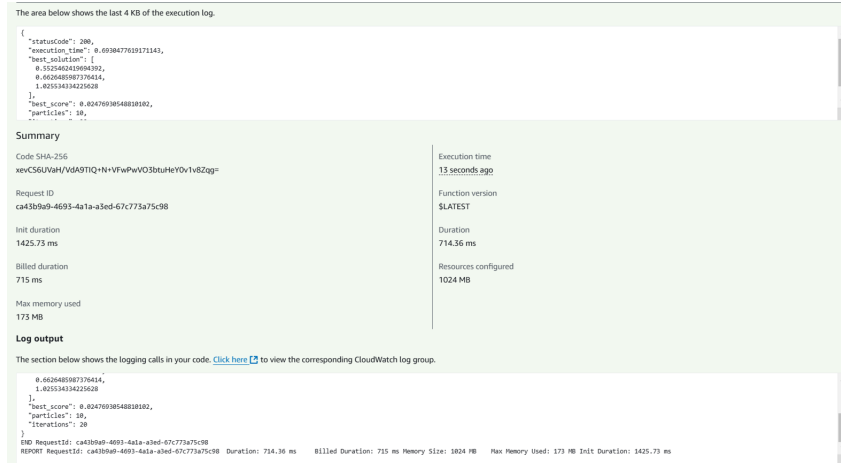 The area below shows the last 4 KB of the execution log.
{
"statusCode": 200,
"execution_time": 0.6930477619171143,
"best_solution": [
0.5525462419694392,
0.6626485987376414,
1.025534334225628
],
"best_score": 0.02476930548810102,
"particles": 10,
Summary
Code SHA-256
xevCS6UVaH/VdA9TIQ+N+VFwPwVO3btuHeY0v1v8Zqg=
Execution time
13 seconds ago
Request ID
ca43b9a9-4693-4a1a-a3ed-67c773a75c98
Function version
$LATEST
Init duration
1425.73 ms
Duration
714.36 ms
Billed duration
715 ms
Resources configured
1024 MB
Max memory used
173 MB
Log output
The section below shows the logging calls in your code. Click here to view the corresponding CloudWatch log group.
0.6626485987376414,
1.025534334225628
],
"best_score": 0.02476930548810102,
"particles": 10,
"iterations": 20
}
END RequestId: ca43b9a9-4693-4a1a-a3ed-67c773a75c98
REPORT RequestId: ca43b9a9-4693-4a1a-a3ed-67c773a75c98 Duration: 714.36 ms Billed Duration: 715 ms Memory Size: 1024 MB Max Memory Used: 173 MB Init Duration: 1425.73 ms